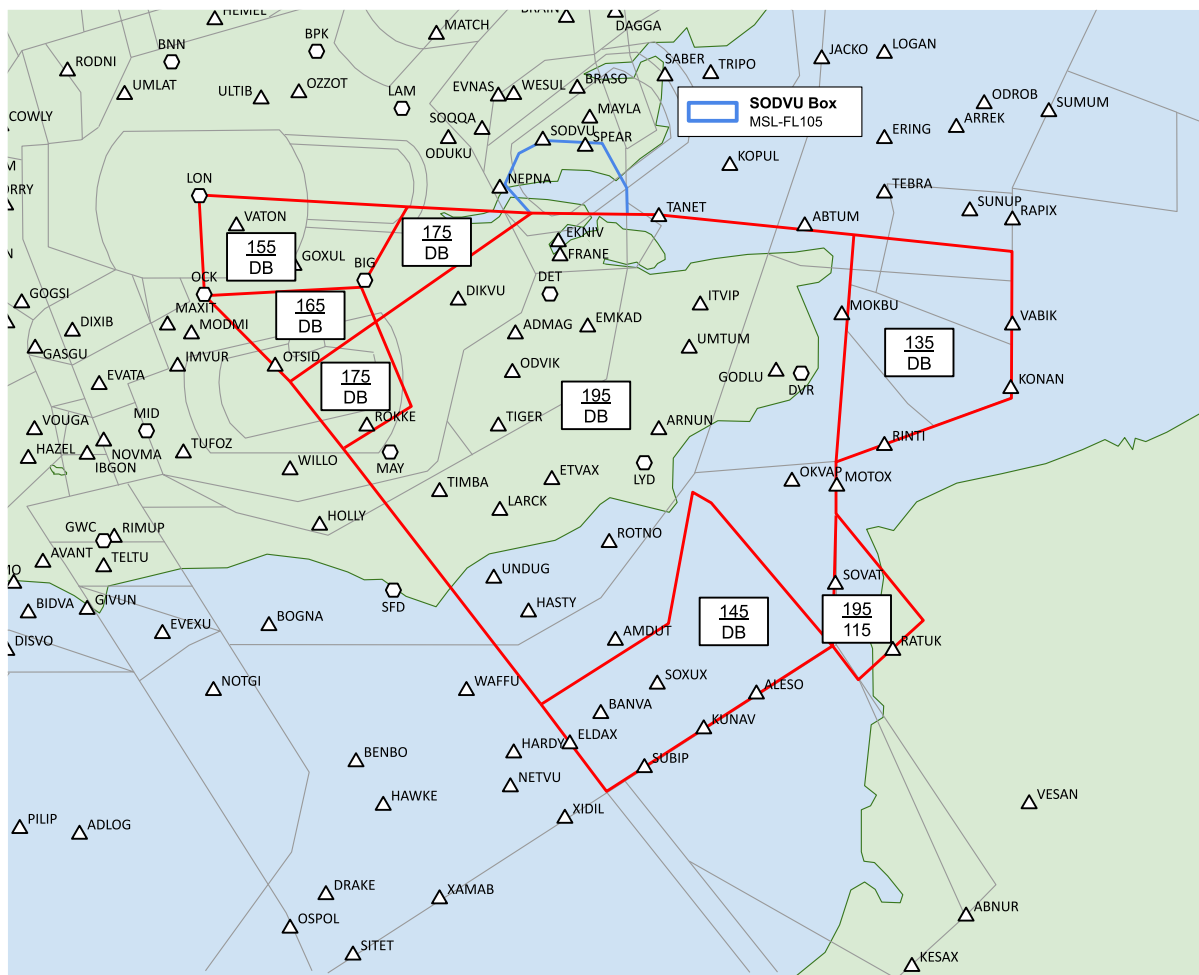 HEMEL
MATCH
DAGGA
BNN
BPK
JACKO
LOGAN
RODNI
SABER
TRIPO
UMLAT
ULTIB
OZZOT
LAM
EVNAS
WESUL
BRASO
SODVU Box
MSL-FL105
ODROB
SUMUM
COWLY
SOQQA
MAYLA
ARREK
ODUKU
SODVU
SPEAR
ERING
KOPUL
LON
NEPNA
TEBRA
VATON
TANET
ABTUM
SUNUP
RAPIX
155
DB
GOXUL
175
DB
BIG
EKNIV
FRANE
OCK
DET
GOGSI
MAXIT
MODMI
165
DB
DIKVU
ITVIP
MOKBU
VABIK
DIXIB
ADMAG
EMKAD
135
DB
GASGU
IMVUR
OTSID
UMTUM
EVATA
175
DB
ODVIK
195
DB
GODLU
DVR
KONAN
VOUGA
MID
ROKKE
TIGER
ARNUN
HAZEL
NOVMA
IBGON
TUFOZ
WILLO
MAY
LYD
RINTI
TIMBA
ETVAX
OKVAP
MOTOX
LARCK
GWC
RIMUP
HOLLY
ROTNO
AVANT
TELTU
UNDUG
SOVAT
BIDVA
GIVUN
SFD
HASTY
DISVO
EVEXU
BOGNA
AMDUT
145
DB
195
115
RATUK
NOTGI
WAFFU
SOXUX
ALESO
BANVA
KUNAV
BENBO
HARDY
ELDAX
SUBIP
HAWKE
NETVU
XIDIL
VESAN
PILIP
ADLOG
DRAKE
XAMAB
OSPOL
ABNUR
SITET
KESAX